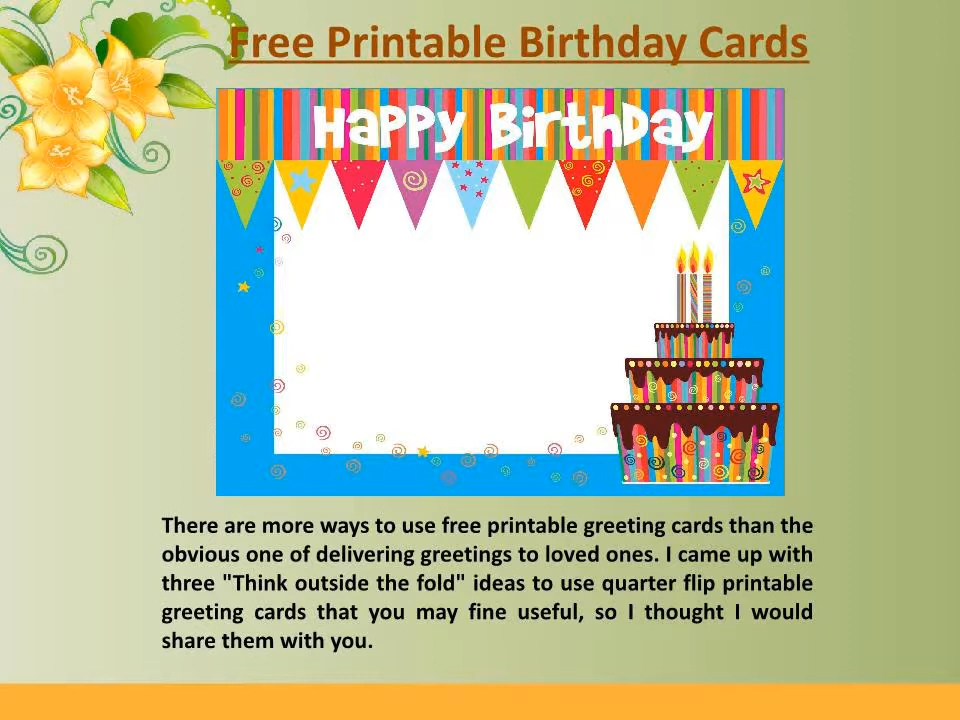 Free Printable Birthday Cards
Happy Birthday
There are more ways to use free printable greeting cards than the
obvious one of delivering greetings to loved ones. I came up with
three "Think outside the fold" ideas to use quarter flip printable
greeting cards that you may fine useful, so I thought I would
share them with you.